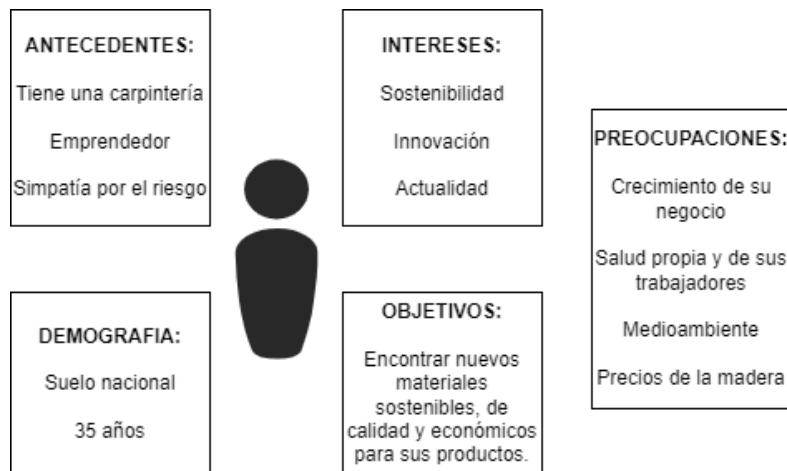 ANTECEDENTES:
Tiene una carpintería
Emprendedor
Simpatía por el riesgo
INTERESES:
Sostenibilidad
Innovación
Actualidad
PREOCUPACIONES:
Crecimiento de su
negocio
Salud propia y de sus
trabajadores
Medioambiente
Precios de la madera
DEMOGRAFIA:
Suelo nacional
35 años
OBJETIVOS:
Encontrar nuevos
materiales
sostenibles, de
calidad y económicos
para sus productos.